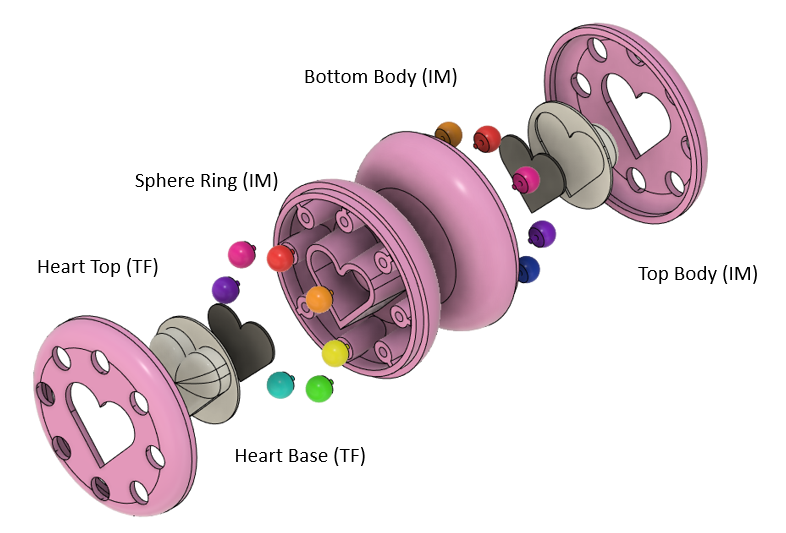 Bottom Body (IM)
Sphere Ring (IM)
Heart Top (TF)
Top Body (IM)
Heart Base (TF)